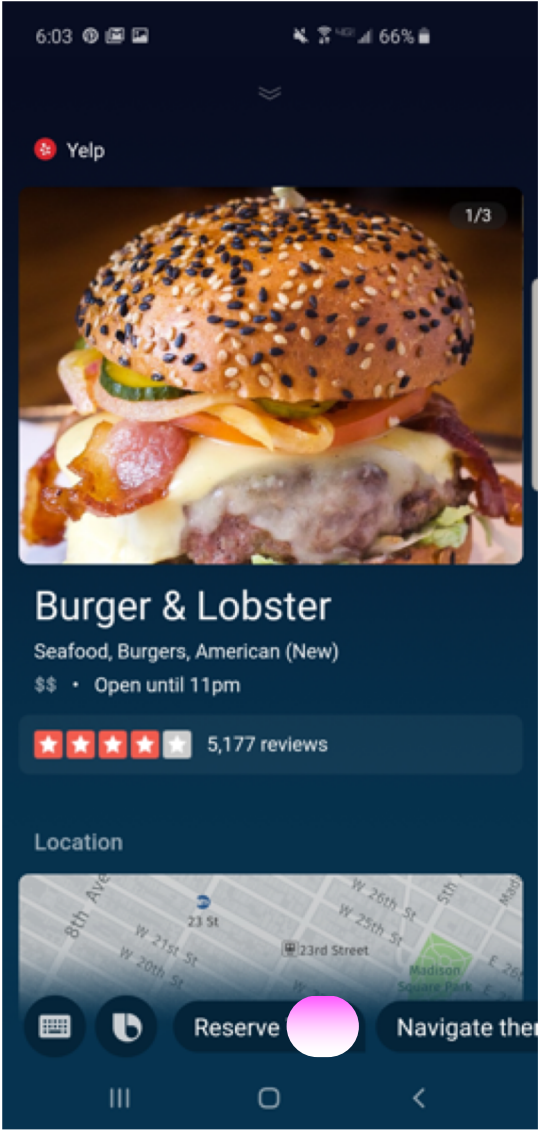 6:03 66%
Yelp
1/3
Burger & Lobster
Seafood, Burgers, American (New)
$$ • Open until 11pm
5,177 reviews
Location
8th Ave
23 St
W 21st St
W 20th St
W 26th St
W 25th St
23rd Street
5th
Madison
Square Park
E 26
Reserve
Navigate